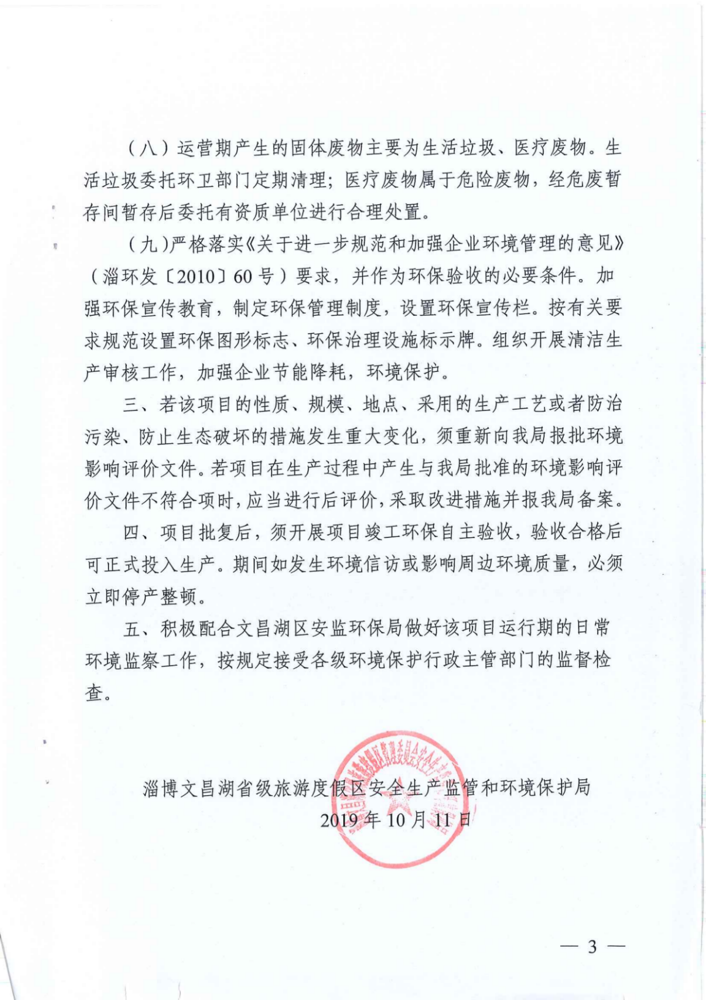 （八）运营期产生的固体废物主要为生活垃圾、医疗废物。生
活垃圾委托环卫部门定期清理；医疗废物属于危险废物，经危废暂
存间暂存后委托有资质单位进行合理处置。
（九）严格落实《关于进一步规范和加强企业环境管理的意见》
（淄环发〔2010〕60号）要求，并作为环保验收的必要条件。加
强环保宣传教育，制定环保管理制度，设置环保宣传栏。按有关要
求规范设置环保图形标志、环保治理设施标示牌。组织开展清洁生
产审核工作，加强企业节能降耗，环境保护。
三、若该项目的性质、规模、地点、采用的生产工艺或者防治
污染、防止生态破坏的措施发生重大变化，须重新向我局报批环境
影响评价文件。若项目在生产过程中产生与我局批准的环境影响评
价文件不符合项时，应当进行后评价，采取改进措施并报我局备案。
四、项目批复后，须开展项目竣工环保自主验收，验收合格后
可正式投入生产。期间如发生环境信访或影响周边环境质量，必须
立即停产整顿。
五、积极配合文昌湖区安监环保局做好该项目运行期的日常
环境监察工作，按规定接受各级环境保护行政主管部门的监督检
查。
淄博文昌湖省级旅游度假区安全生产监管和环境保护局
2019年10月11日
— 3 —